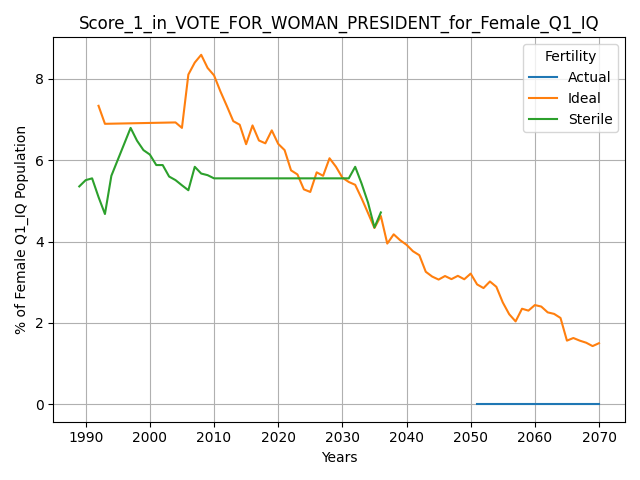 Score_1_in_VOTE_FOR_WOMAN_PRESIDENT_for_Female_Q1_IQ
Fertility
Actual
Ideal
Sterile
% of Female Q1_IQ Population
8
6
4
2
0
1990 2000 2010 2020 2030 2040 2050 2060 2070
Years